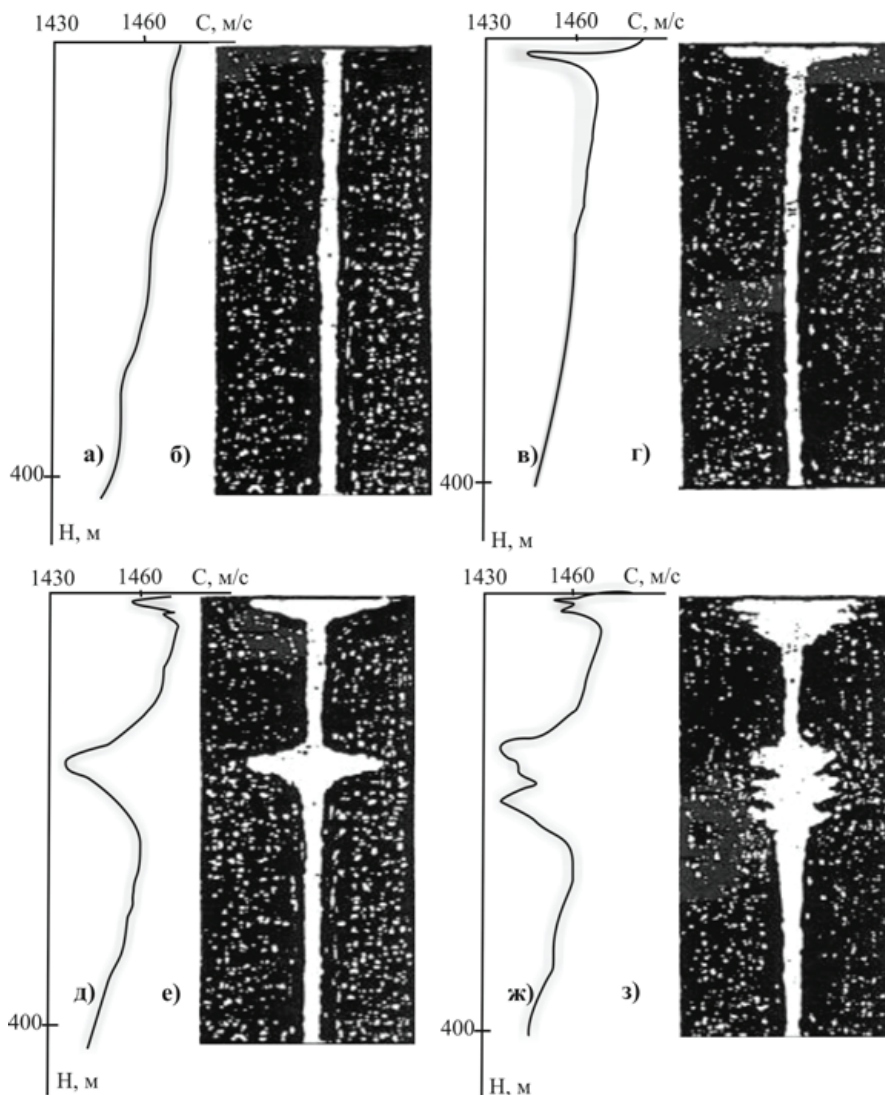 1430 1460 С, м/с
1430 1460 С, м/с
а) б)
400
Н, м
в) г)
400
Н, м
1430 1460 С, м/с
1430 1460 С, м/с
д) е)
400
Н, м
ж) з)
400
Н, м